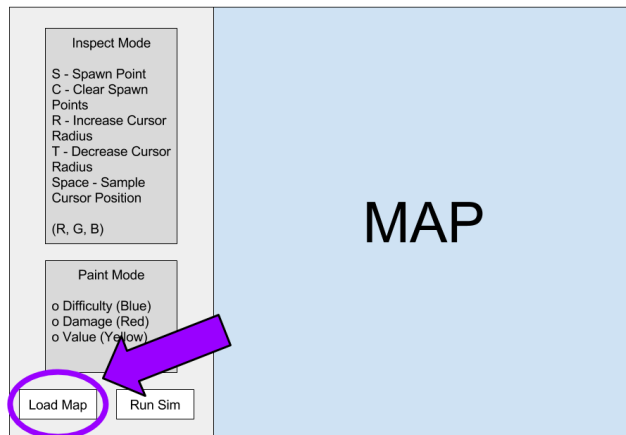 Inspect Mode
S - Spawn Point
C - Clear Spawn
Points
R - Increase Cursor
Radius
T - Decrease Cursor
Radius
Space - Sample
Cursor Position
(R, G, B)
Paint Mode
o Difficulty (Blue)
o Damage (Red)
o Value (Yellow)
Load Map
Run Sim
MAP